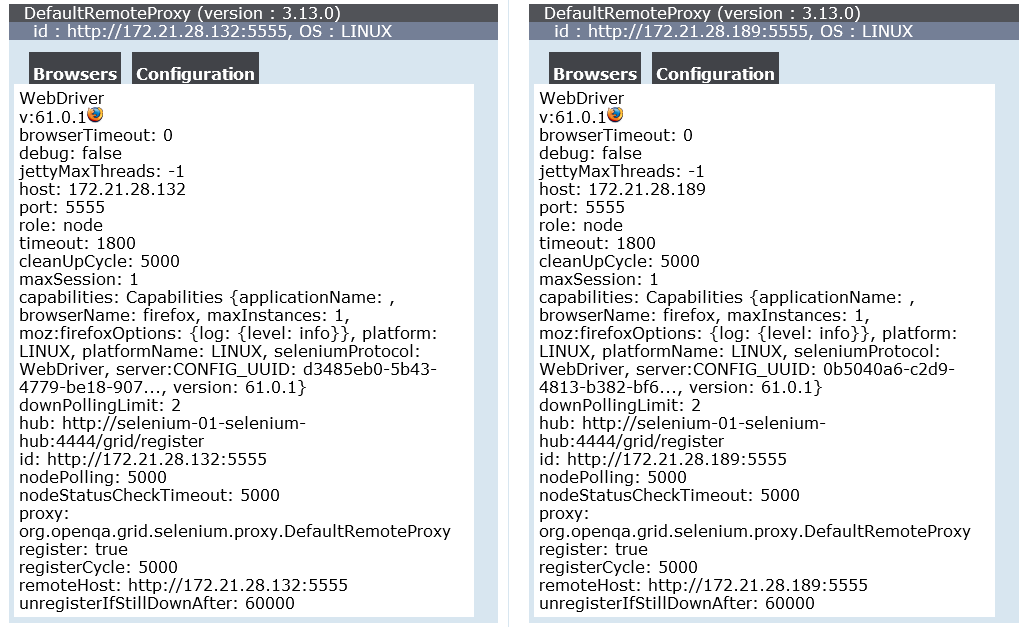 DefaultRemoteProxy (version : 3.13.0)
id : http://172.21.28.132:5555, OS : LINUX
Browsers Configuration
WebDriver
v:61.0.1
browserTimeout: 0
debug: false
jettyMaxThreads: -1
host: 172.21.28.132
port: 5555
role: node
timeout: 1800
cleanUpCycle: 5000
maxSession: 1
capabilities: Capabilities {applicationName: ,
browserName: firefox, maxInstances: 1,
moz:firefoxOptions: {log: {level: info}}, platform:
LINUX, platformName: LINUX, seleniumProtocol:
WebDriver, server:CONFIG_UUID: d3485eb0-5b43-
4779-be18-907..., version: 61.0.1}
downPollingLimit: 2
hub: http://selenium-01-selenium-
hub:4444/grid/register
id: http://172.21.28.132:5555
nodePolling: 5000
nodeStatusCheckTimeout: 5000
proxy:
org.openqa.grid.selenium.proxy.DefaultRemoteProxy
register: true
registerCycle: 5000
remoteHost: http://172.21.28.132:5555
unregisterIfStillDownAfter: 60000
DefaultRemoteProxy (version : 3.13.0)
id : http://172.21.28.189:5555, OS : LINUX
Browsers Configuration
WebDriver
v:61.0.1
browserTimeout: 0
debug: false
jettyMaxThreads: -1
host: 172.21.28.189
port: 5555
role: node
timeout: 1800
cleanUpCycle: 5000
maxSession: 1
capabilities: Capabilities {applicationName: ,
browserName: firefox, maxInstances: 1,
moz:firefoxOptions: {log: {level: info}}, platform:
LINUX, platformName: LINUX, seleniumProtocol:
WebDriver, server:CONFIG_UUID: 0b5040a6-c2d9-
4813-b382-bf6..., version: 61.0.1}
downPollingLimit: 2
hub: http://selenium-01-selenium-
hub:4444/grid/register
id: http://172.21.28.189:5555
nodePolling: 5000
nodeStatusCheckTimeout: 5000
proxy:
org.openqa.grid.selenium.proxy.DefaultRemoteProxy
register: true
registerCycle: 5000
remoteHost: http://172.21.28.189:5555
unregisterIfStillDownAfter: 60000